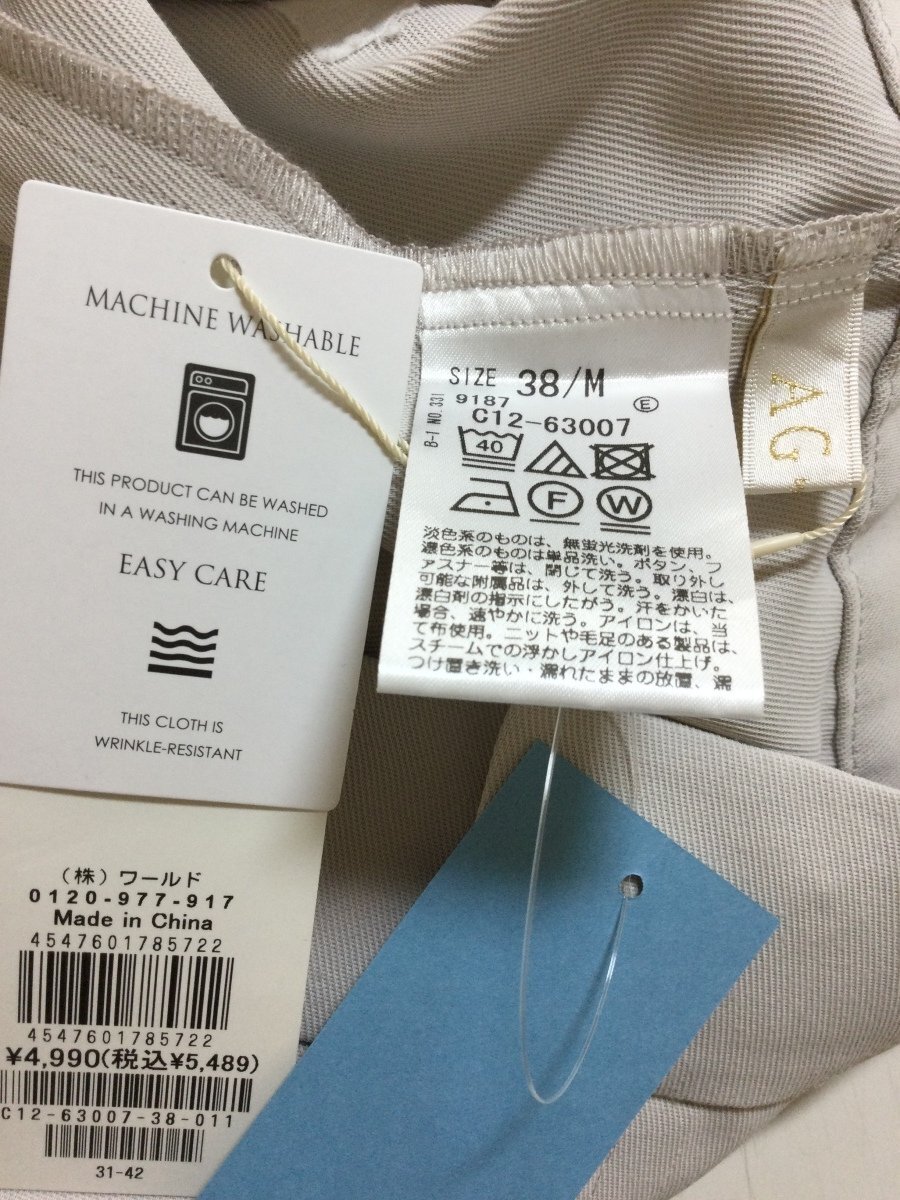 MACHINE WASHABLE
THIS PRODUCT CAN BE WASHED
IN A WASHING MACHINE
EASY CARE
THIS CLOTH IS
WRINKLE-RESISTANT
SIZE 38/M
9187
C12-63007
E
B-1 NO.331
40
F
W
淡色系のものは、無蛍光洗剤を使用。
濃色系のものは単品洗い。ボタン、フ
ァスナー等は、閉じて洗う。取り外し
可能な附属品は、外して洗う。漂白は、
漂白剤の指示にしたがう。汗をかいた
場合、速やかに洗う。アイロンは、当
て布使用。ニットや毛足のある製品は、
スチームでの浮かしアイロン仕上げ。
つけ置き洗い・濡れたままの放置、濡
AG
(株)ワールド
0120-977-917
Made in China
4547601785722
4547601785722
¥4,990(税込¥5,489)
C12-63007-38-011
31-42